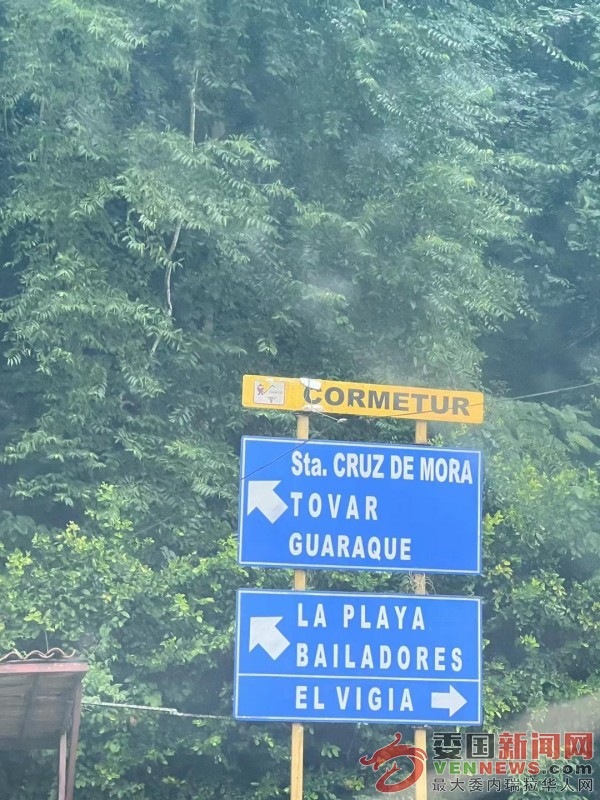 CORMETUR
Sta. CRUZ DE MORA
TOVAR
GUARAQUE
LA PLAYA
BAILADORES
EL VIGIA
委国新闻网
VENNEWS.com
最大委内瑞拉华人网